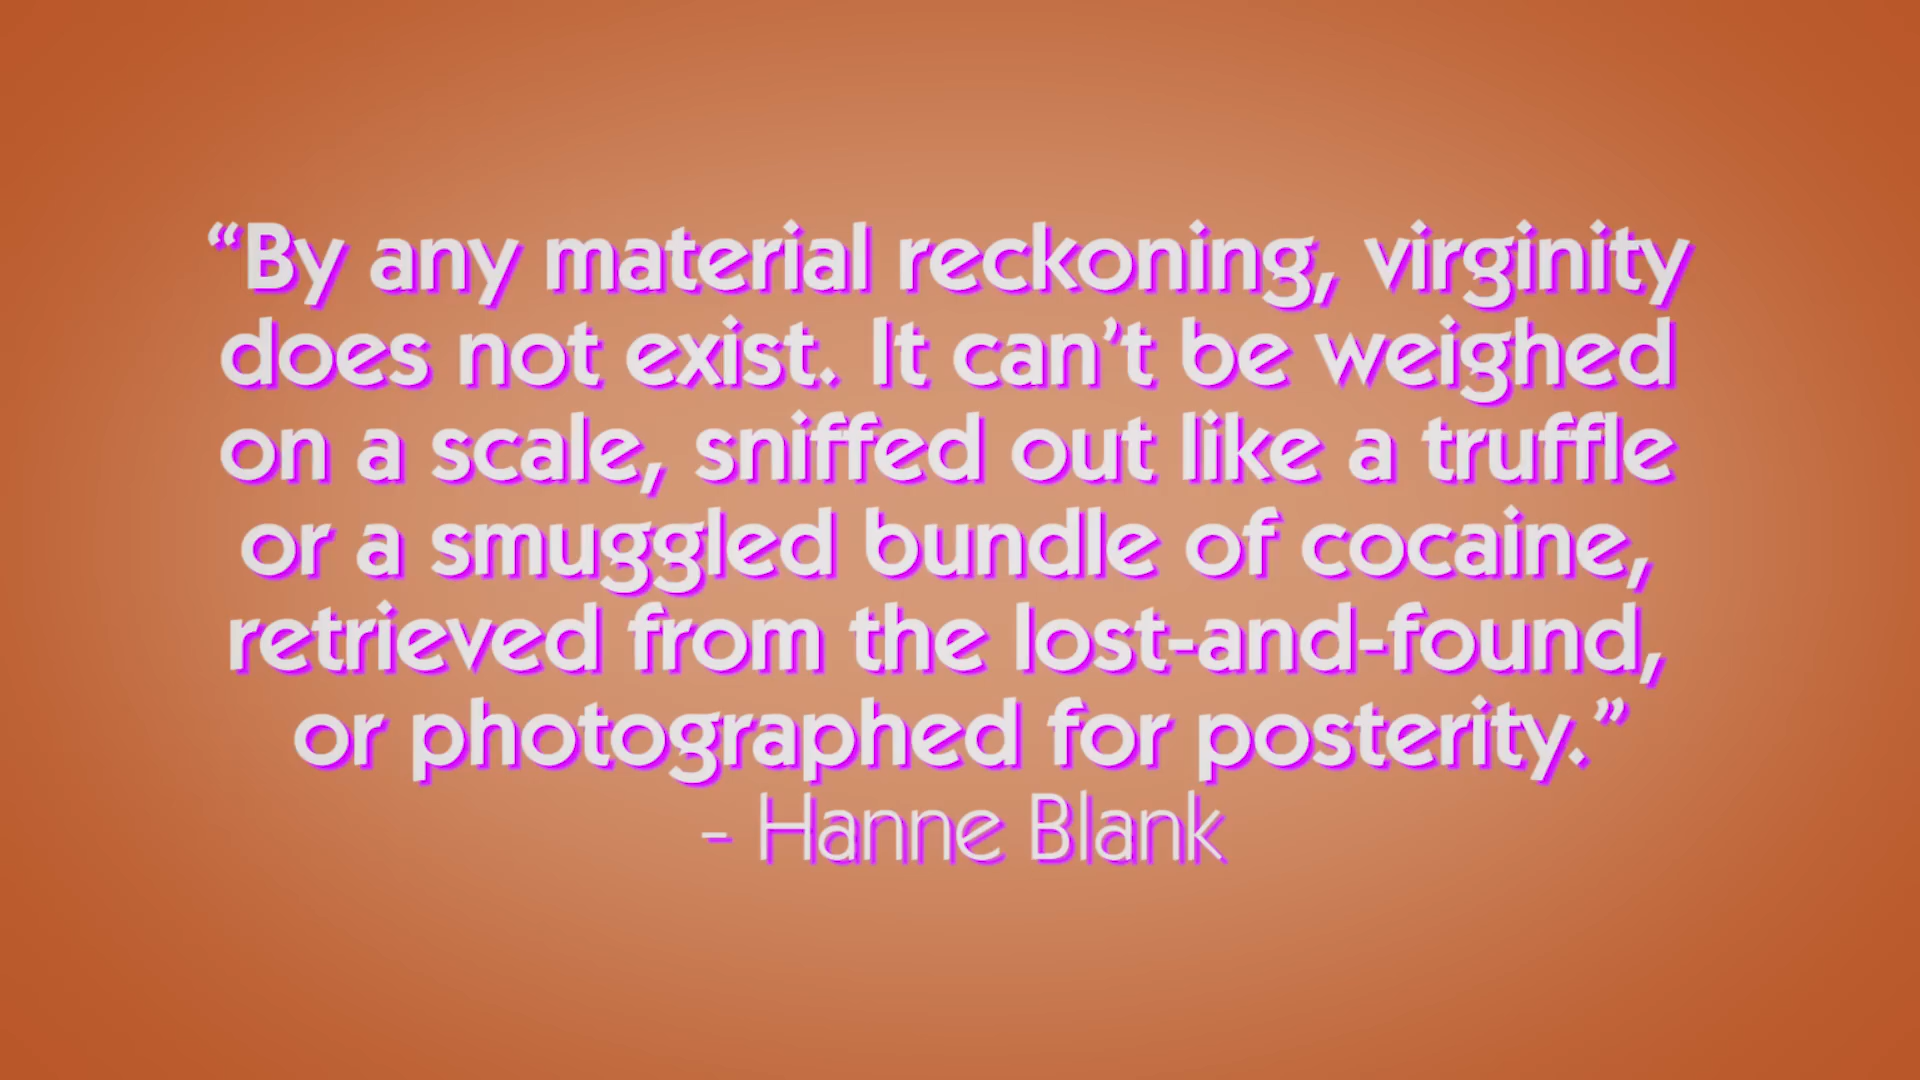 “By any material reckoning, virginity
does not exist. It can’t be weighed
on a scale, sniffed out like a truffle
or a smuggled bundle of cocaine,
retrieved from the lost-and-found,
or photographed for posterity.”
- Hanne Blank